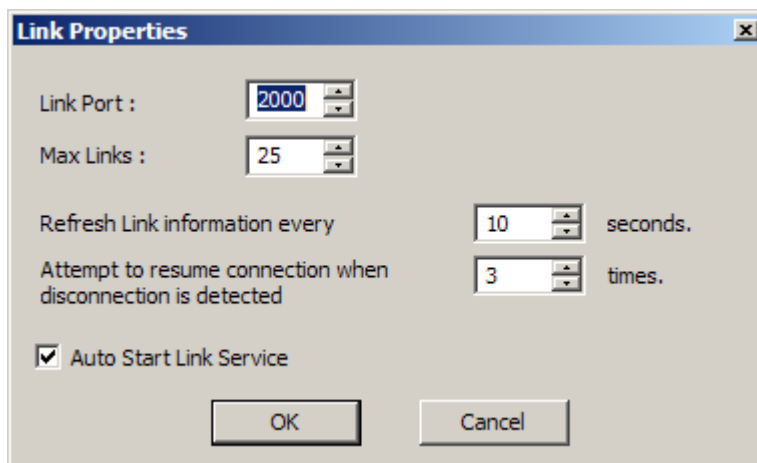 Link Properties
Link Port : 2000
Max Links : 25
Refresh Link information every 10 seconds.
Attempt to resume connection when
disconnection is detected 3 times.
Auto Start Link Service
OK Cancel